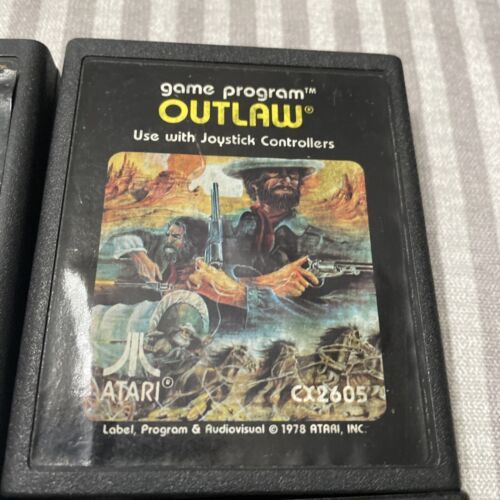 game program™
OUTLAW®
Use with Joystick Controllers
ATARI®
CX2605
Label, Program & Audiovisual © 1978 ATARI, INC.